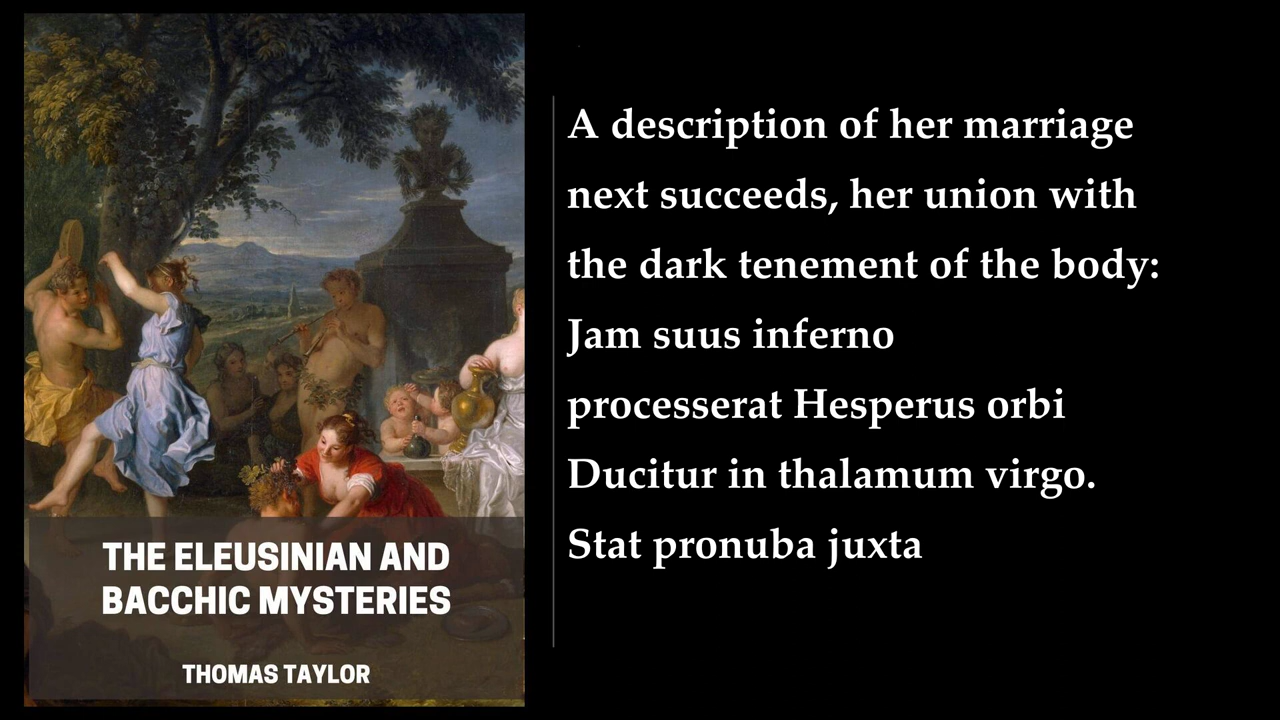 THE ELEUSINIAN AND
BACCHIC MYSTERIES
THOMAS TAYLOR
A description of her marriage
next succeeds, her union with
the dark tenement of the body:
Jam suus inferno
processerat Hesperus orbi
Ducitur in thalamum virgo.
Stat pronuba juxta